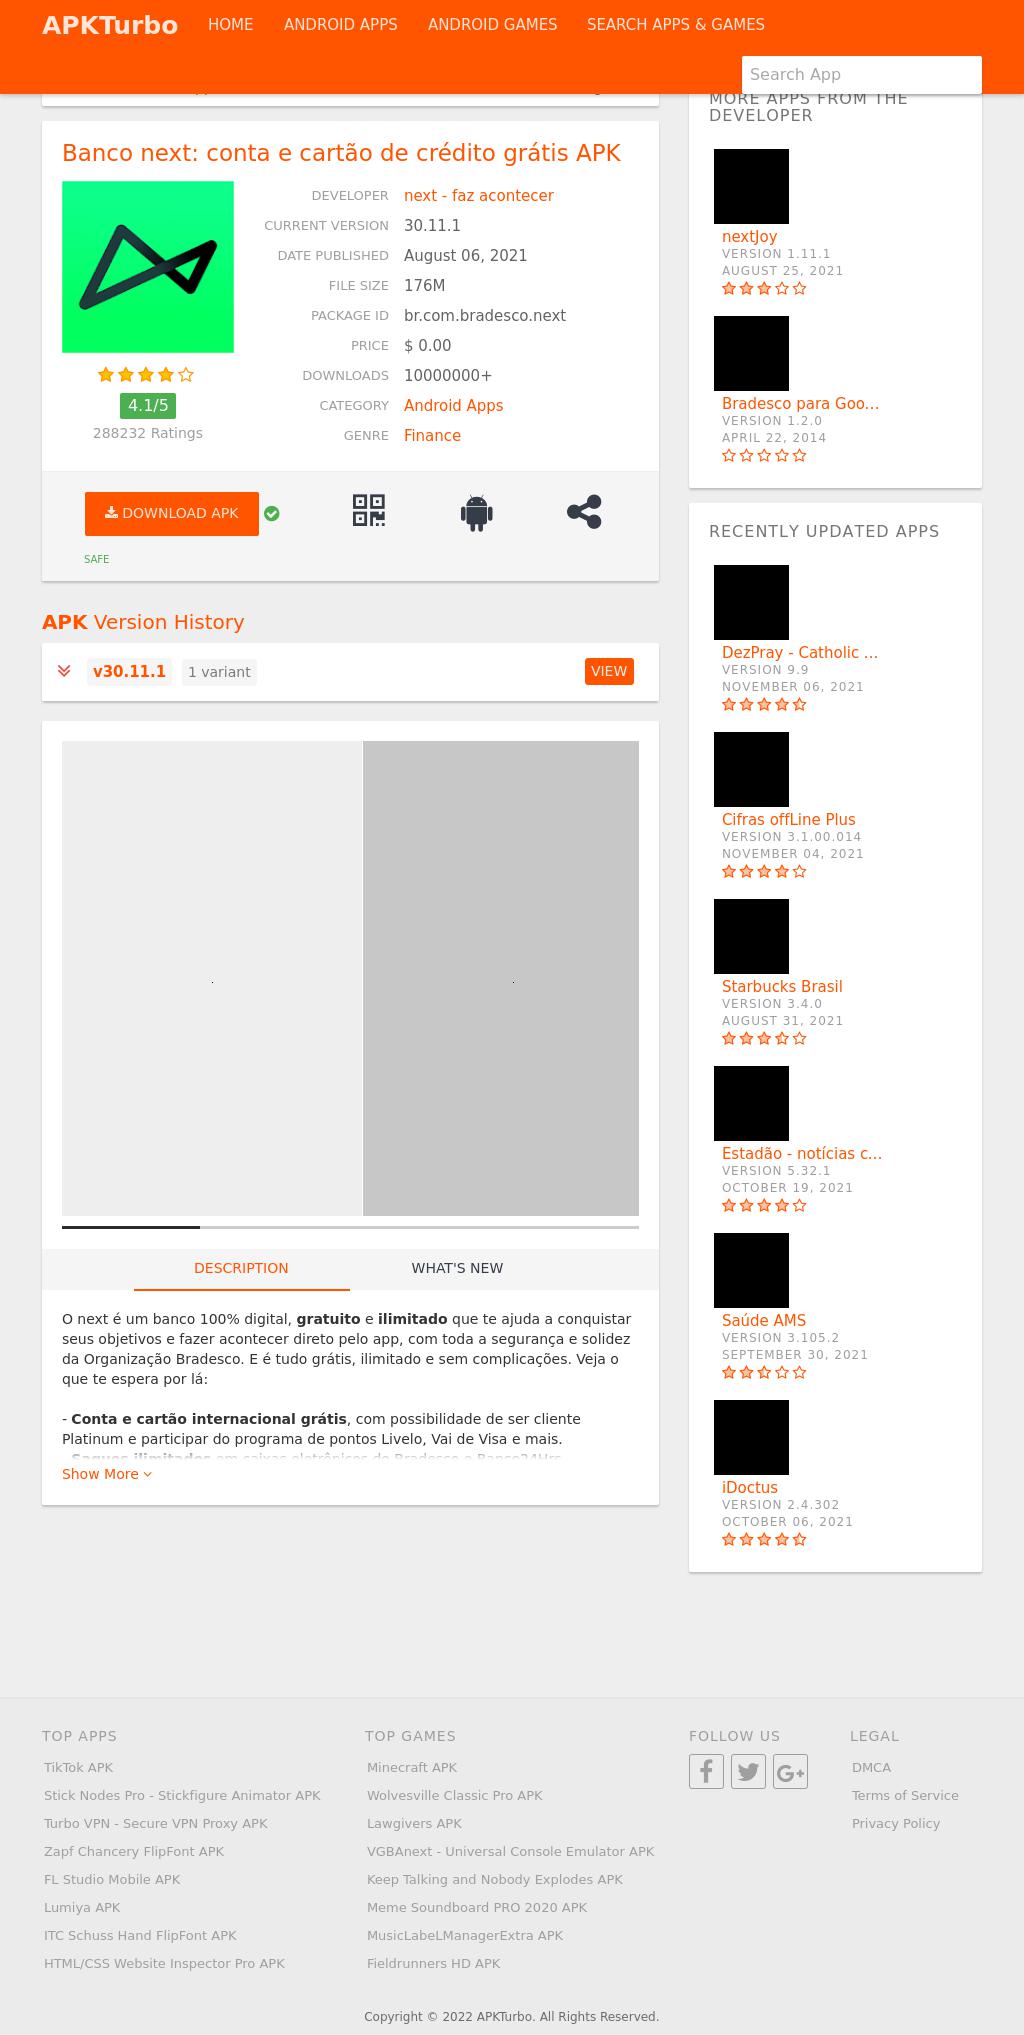 APKTurbo
HOME
ANDROID APPS
ANDROID GAMES
SEARCH APPS & GAMES
Search App
Banco next: conta e cartão de crédito grátis APK
DEVELOPER next - faz acontecer
CURRENT VERSION 30.11.1
DATE PUBLISHED August 06, 2021
FILE SIZE 176M
PACKAGE ID br.com.bradesco.next
PRICE $ 0.00
DOWNLOADS 10000000+
CATEGORY Android Apps
GENRE Finance
4.1/5
288232 Ratings
DOWNLOAD APK
SAFE
APK Version History
v30.11.1 1 variant VIEW
DESCRIPTION
WHAT'S NEW
O next é um banco 100% digital, gratuito e ilimitado que te ajuda a conquistar
seus objetivos e fazer acontecer direto pelo app, com toda a segurança e solidez
da Organização Bradesco. E é tudo grátis, ilimitado e sem complicações. Veja o
que te espera por lá:
- Conta e cartão internacional grátis, com possibilidade de ser cliente
Platinum e participar do programa de pontos Livelo, Vai de Visa e mais.
- Saques ilimitados em caixas eletrônicos do Bradesco e Banco24Hrs
Show More
MORE APPS FROM THE
DEVELOPER
nextJoy
VERSION 1.11.1
AUGUST 25, 2021
Bradesco para Goo...
VERSION 1.2.0
APRIL 22, 2014
RECENTLY UPDATED APPS
DezPray - Catholic ...
VERSION 9.9
NOVEMBER 06, 2021
Cifras offLine Plus
VERSION 3.1.00.014
NOVEMBER 04, 2021
Starbucks Brasil
VERSION 3.4.0
AUGUST 31, 2021
Estadão - notícias c...
VERSION 5.32.1
OCTOBER 19, 2021
Saúde AMS
VERSION 3.105.2
SEPTEMBER 30, 2021
iDoctus
VERSION 2.4.302
OCTOBER 06, 2021
TOP APPS
TikTok APK
Stick Nodes Pro - Stickfigure Animator APK
Turbo VPN - Secure VPN Proxy APK
Zapf Chancery FlipFont APK
FL Studio Mobile APK
Lumiya APK
ITC Schuss Hand FlipFont APK
HTML/CSS Website Inspector Pro APK
TOP GAMES
Minecraft APK
Wolvesville Classic Pro APK
Lawgivers APK
VGBAnext - Universal Console Emulator APK
Keep Talking and Nobody Explodes APK
Meme Soundboard PRO 2020 APK
MusicLabeLManagerExtra APK
Fieldrunners HD APK
FOLLOW US
LEGAL
DMCA
Terms of Service
Privacy Policy
Copyright © 2022 APKTurbo. All Rights Reserved.